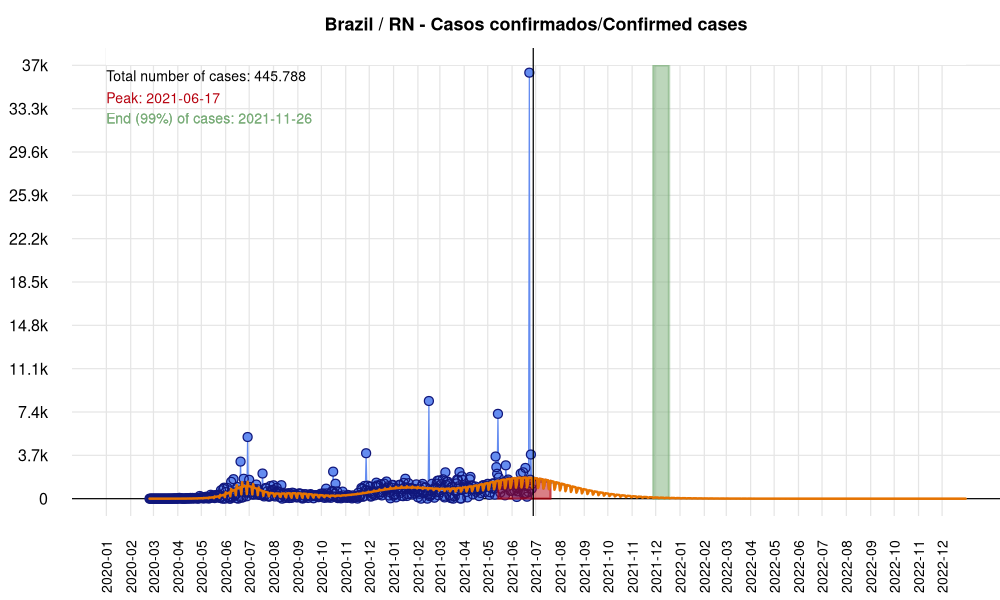 Brazil / RN - Casos confirmados/Confirmed cases
37k
33.3k
29.6k
25.9k
22.2k
18.5k
14.8k
11.1k
7.4k
3.7k
0
Total number of cases: 445.788
Peak: 2021-06-17
End (99%) of cases: 2021-11-26
2020-01
2020-02
2020-03
2020-04
2020-05
2020-06
2020-07
2020-08
2020-09
2020-10
2020-11
2020-12
2021-01
2021-02
2021-03
2021-04
2021-05
2021-06
2021-07
2021-08
2021-09
2021-10
2021-11
2021-12
2022-01
2022-02
2022-03
2022-04
2022-05
2022-06
2022-07
2022-08
2022-09
2022-10
2022-11
2022-12